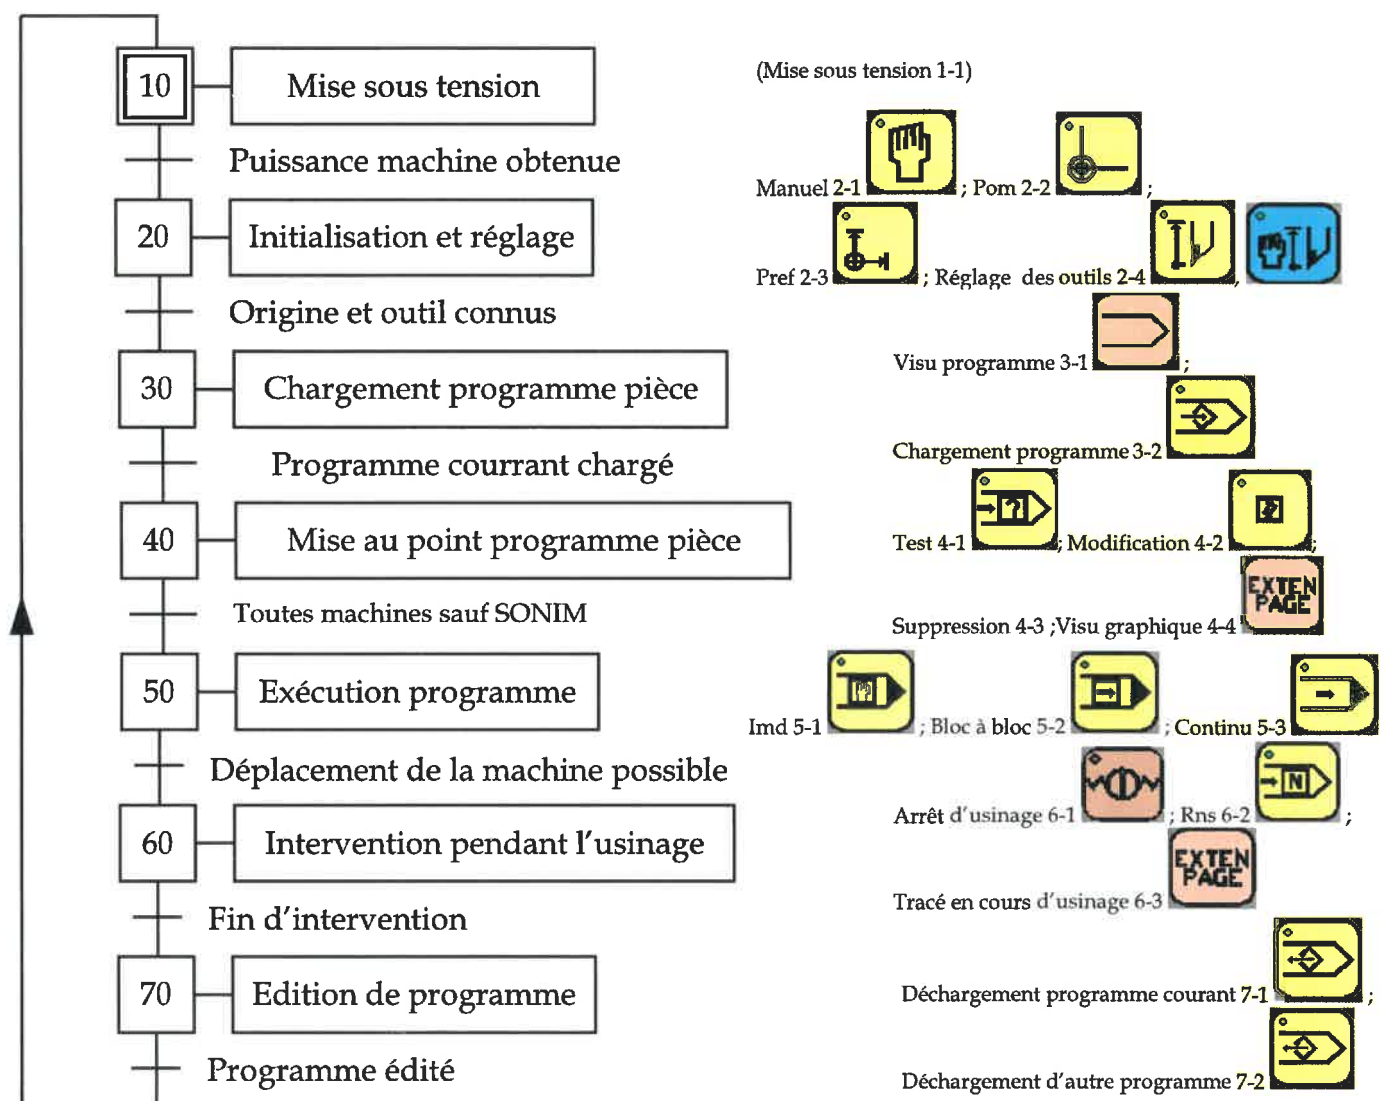 10 Mise sous tension
(Mise sous tension 1-1)
Puissance machine obtenue
Manuel 2-1 ; Pom 2-2 ;
20 Initialisation et réglage
Pref 2-3 ; Réglage des outils 2-4 ,
Origine et outil connus
Visu programme 3-1 ;
30 Chargement programme pièce
Chargement programme 3-2
Programme courrant chargé
40 Mise au point programme pièce
Test 4-1 ? ; Modification 4-2 ;
Toutes machines sauf SONIM
Suppression 4-3 ;Visu graphique 4-4 EXTEN
PAGE
50 Exécution programme
Imd 5-1 ; Bloc à bloc 5-2 ; Continu 5-3
Déplacement de la machine possible
Arrêt d'usinage 6-1 ; Rns 6-2 N ;
60 Intervention pendant l'usinage
Tracé en cours d'usinage 6-3 EXTEN
PAGE
Fin d'intervention
70 Edition de programme
Déchargement programme courant 7-1 ;
Programme édité
Déchargement d'autre programme 7-2